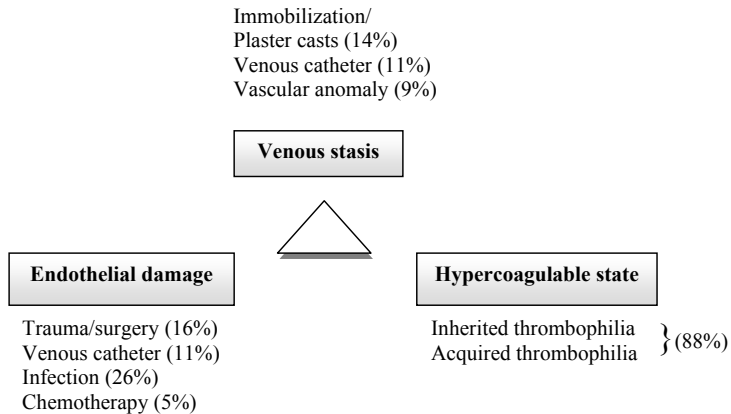 Immobilization/
Plaster casts (14%)
Venous catheter (11%)
Vascular anomaly (9%)
Venous stasis
Endothelial damage
Trauma/surgery (16%)
Venous catheter (11%)
Infection (26%)
Chemotherapy (5%)
Hypercoagulable state
Inherited thrombophilia
Acquired thrombophilia
} (88%)